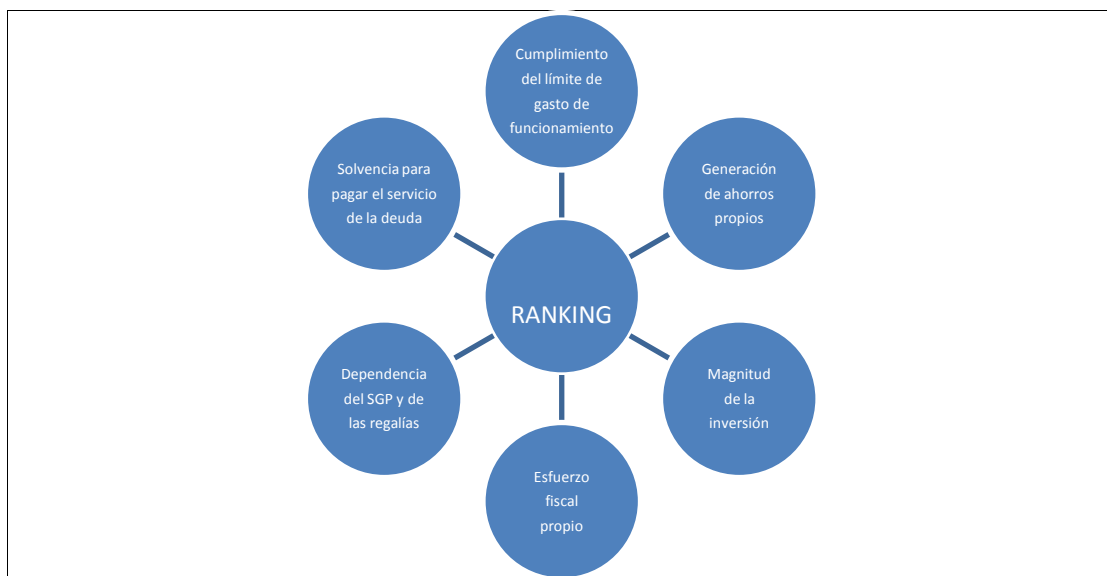 Cumplimiento
del límite de
gasto de
funcionamiento
Solvencia para
pagar el servicio
de la deuda
Generación
de ahorros
propios
RANKING
Dependencia
del SGP y de
las regalías
Magnitud
de la
inversión
Esfuerzo
fiscal
propio